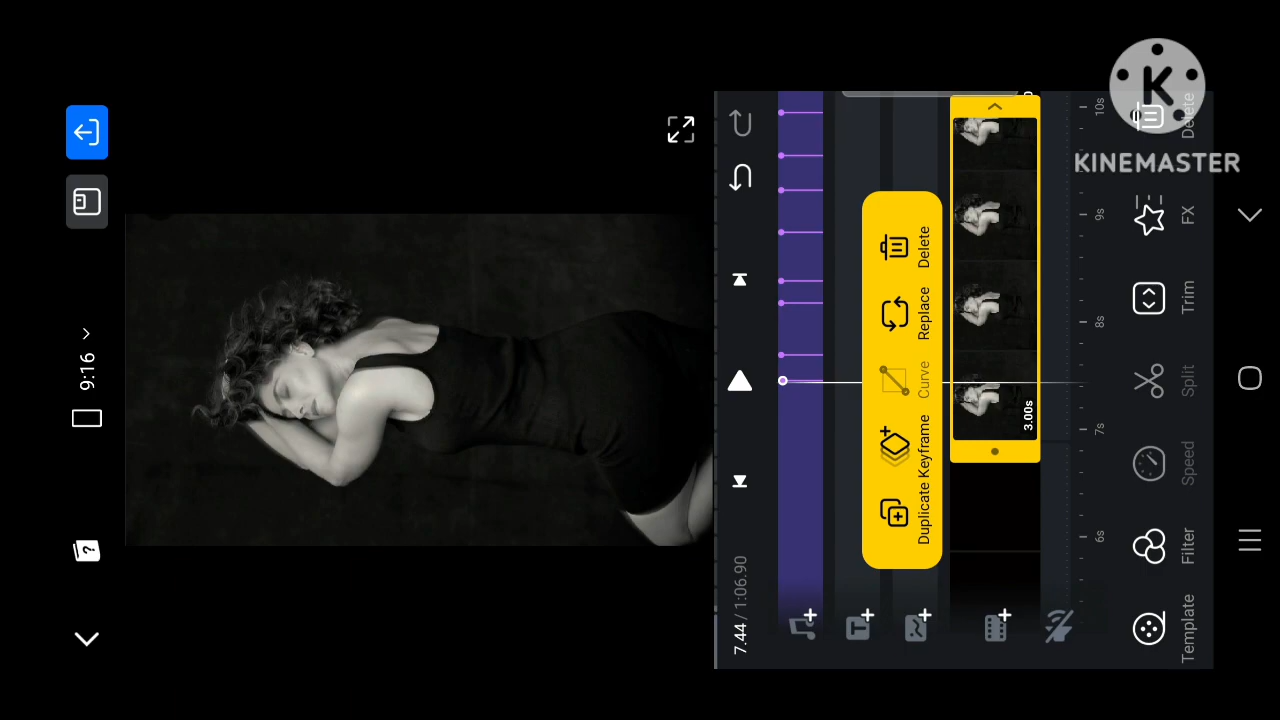 9:16
7.44 / 1:06.90
Duplicate Keyframe
Curve
Replace
Delete
3.00s
6s
7s
8s
9s
10s
Template
Filter
Speed
Split
Trim
FX
Delete
K
KINEMASTER